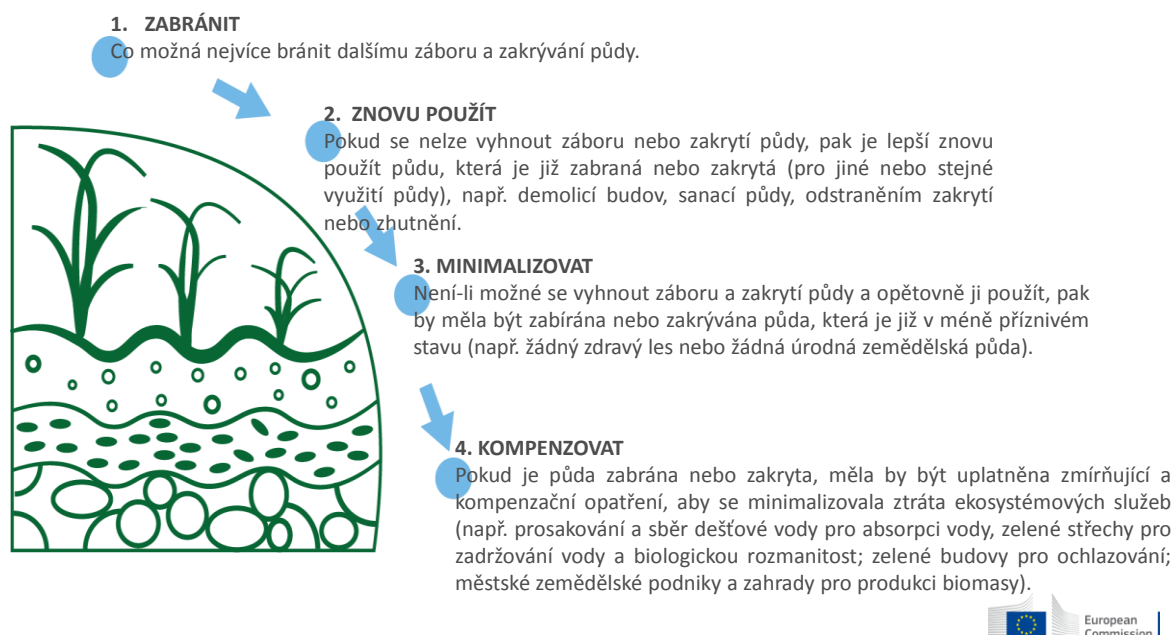 1. ZABRÁNIT
Co možná nejvíce bránit dalšímu záboru a zakrývání půdy.
2. ZNOVU POUŽÍT
Pokud se nelze vyhnout záboru nebo zakrytí půdy, pak je lepší znovu
použít půdu, která je již zabraná nebo zakrytá (pro jiné nebo stejné
využití půdy), např. demolicí budov, sanací půdy, odstraněním zakrytí
nebo zhutnění.
3. MINIMALIZOVAT
Není-li možné se vyhnout záboru a zakrytí půdy a opětovně ji použít, pak
by měla být zabírána nebo zakrývána půda, která je již v méně příznivém
stavu (např. žádný zdravý les nebo žádná úrodná zemědělská půda).
4. KOMPENZOVAT
Pokud je půda zabrána nebo zakryta, měla by být uplatněna zmírňující a
kompenzační opatření, aby se minimalizovala ztráta ekosystémových služeb
(např. prosakování a sběr dešťové vody pro absorpci vody, zelené střechy pro
zadržování vody a biologickou rozmanitost; zelené budovy pro ochlazování;
městské zemědělské podniky a zahrady pro produkci biomasy).
European
Commission